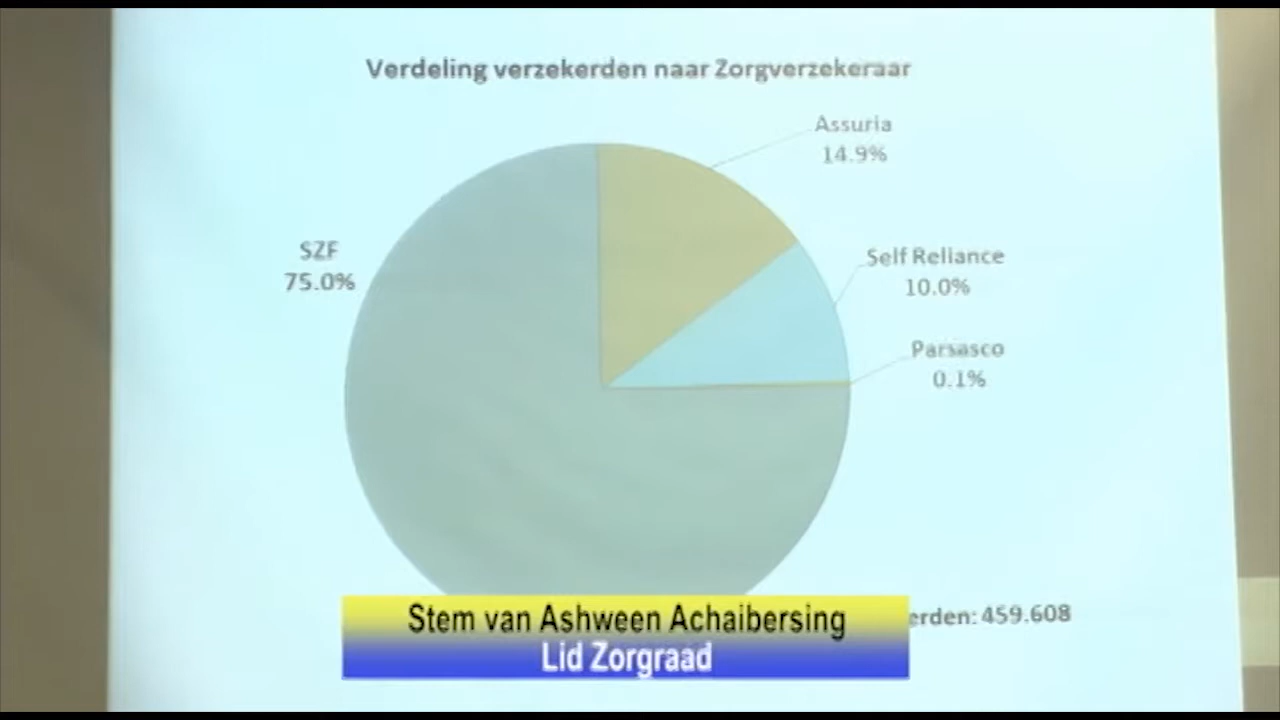 Verdeling verzekerden naar Zorgverzekeraar
Assuria
14.9%
SZF
75.0%
Self Reliance
10.0%
Parsasco
0.1%
erden: 459.608
Stem van Ashween Achaibersing
Lid Zorgraad